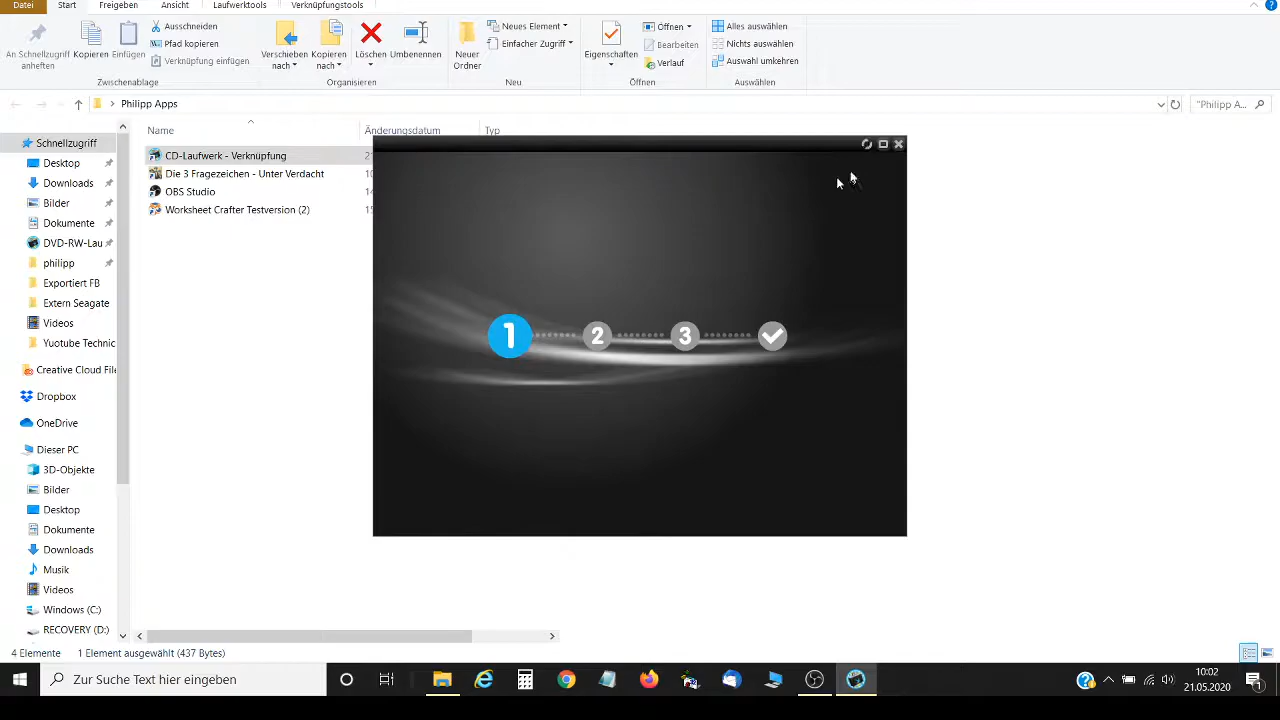 Datei Start Freigeben Ansicht Laufwerktools Verknüpfungstools
An Schnellzugriff anheften
Kopieren
Einfügen
Ausschneiden
Pfad kopieren
Verknüpfung einfügen
Zwischenablage
Verschieben nach
Kopieren nach
Löschen
Umbenennen
Organisieren
Neuer Ordner
Neues Element
Einfacher Zugriff
Neu
Eigenschaften
Öffnen
Bearbeiten
Verlauf
Öffnen
Alles auswählen
Nichts auswählen
Auswahl umkehren
Auswählen
Philipp Apps
"Philipp A...
Schnellzugriff
Desktop
Downloads
Bilder
Dokumente
DVD-RW-Lau
philipp
Exportiert FB
Extern Seagate
Videos
Youtube Technic
Creative Cloud File
Dropbox
OneDrive
Dieser PC
3D-Objekte
Bilder
Desktop
Dokumente
Downloads
Musik
Videos
Windows (C:)
RECOVERY (D:)
Name Änderungsdatum Typ
CD-Laufwerk - Verknüpfung 2
Die 3 Fragezeichen - Unter Verdacht 10
OBS Studio 14
Worksheet Crafter Testversion (2) 15
1 2 3
4 Elemente 1 Element ausgewählt (437 Bytes)
Zur Suche Text hier eingeben
10:02
21.05.2020
1